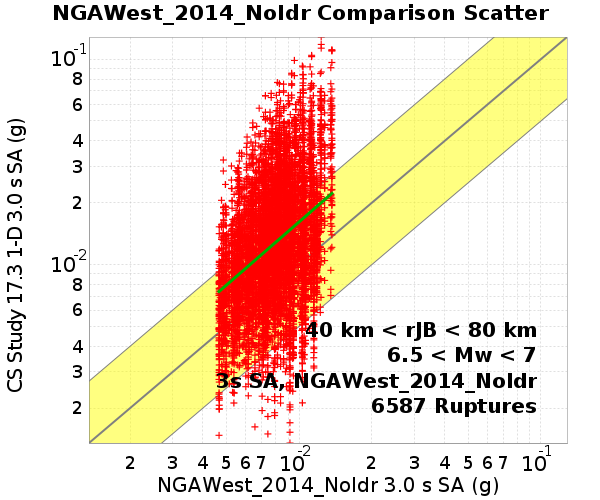 NGAWest_2014_NoIdr Comparison Scatter
CS Study 17.3 1-D 3.0 s SA (g)
10-1
8
6
4
3
2
10-2
8
6
4
3
2
40 km < rJB < 80 km
6.5 < Mw < 7
3s SA, NGAWest_2014_NoIdr
6587 Ruptures
2 3 4 5 6 7 10-2 2 3 4 5 6 7 10-1
NGAWest_2014_NoIdr 3.0 s SA (g)